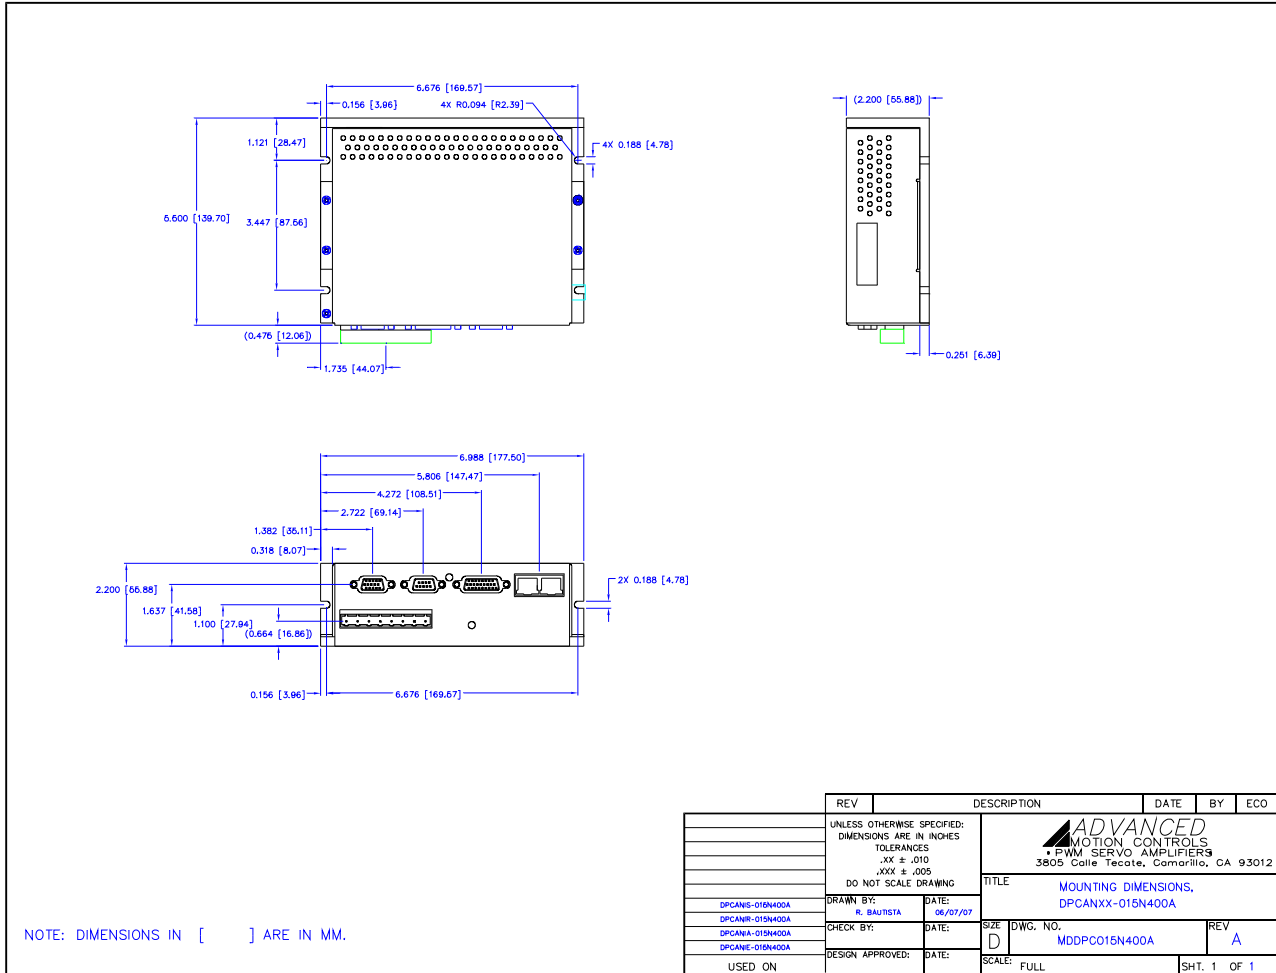 6.676 [169.57]
0.156 [3.96]
4X R0.094 [R2.39]
1.121 [28.47]
4X 0.188 [4.78]
5.500 [139.70]
3.447 [87.56]
(0.475 [12.06])
1.735 [44.07]
(2.200 [55.88])
0.251 [6.39]
6.988 [177.50]
5.806 [147.47]
4.272 [108.51]
2.722 [69.14]
1.382 [35.11]
0.318 [8.07]
2.200 [55.88]
2X 0.188 [4.78]
1.637 [41.58]
1.100 [27.94]
(0.664 [16.86])
0.156 [3.96]
6.676 [169.57]
NOTE: DIMENSIONS IN [ ] ARE IN MM.
REV DESCRIPTION DATE BY ECO
UNLESS OTHERWISE SPECIFIED:
DIMENSIONS ARE IN INCHES
TOLERANCES
.XX ± .010
.XXX ± .005
DO NOT SCALE DRAWING
ADVANCED
MOTION CONTROLS
• PWM SERVO AMPLIFIERS
3805 Calle Tecate, Camarillo, CA 93012
TITLE
MOUNTING DIMENSIONS,
DPCANXX-015N400A
DPCANIS-015N400A
DPCANIR-015N400A
DPCANIA-015N400A
DPCANIE-015N400A
USED ON
DRAWN BY: DATE:
R. BAUTISTA 06/07/07
CHECK BY: DATE:
DESIGN APPROVED: DATE:
SIZE DWG. NO. REV
D MDDPC015N400A A
SCALE: FULL SHT. 1 OF 1